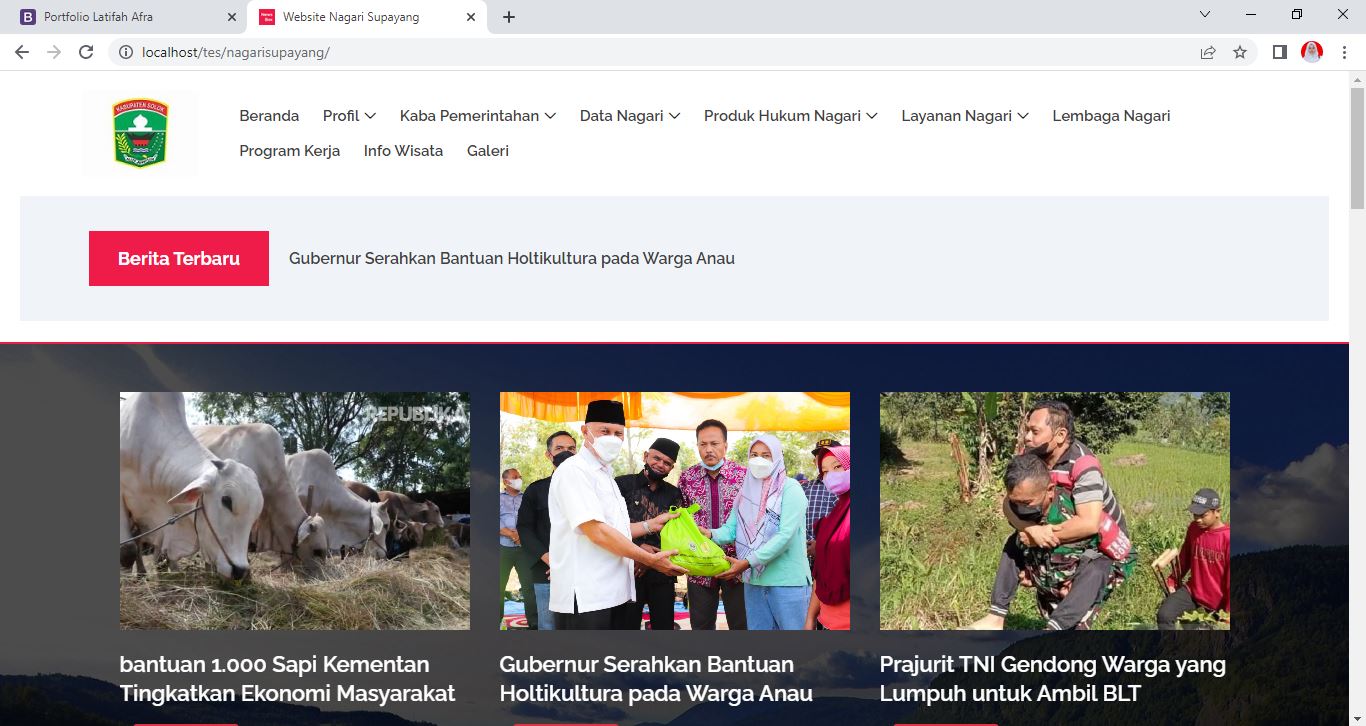 Portfolio Latifah Afra
Website Nagari Supayang
localhost/tes/nagarisupayang/
KABUPATEN SOLOK
Beranda Profil Kaba Pemerintahan Data Nagari Produk Hukum Nagari Layanan Nagari Lembaga Nagari
Program Kerja Info Wisata Galeri
Berita Terbaru Gubernur Serahkan Bantuan Holtikultura pada Warga Anau
REPUBLIKA
bantuan 1.000 Sapi Kementan
Tingkatkan Ekonomi Masyarakat
Gubernur Serahkan Bantuan
Holtikultura pada Warga Anau
Prajurit TNI Gendong Warga yang
Lumpuh untuk Ambil BLT